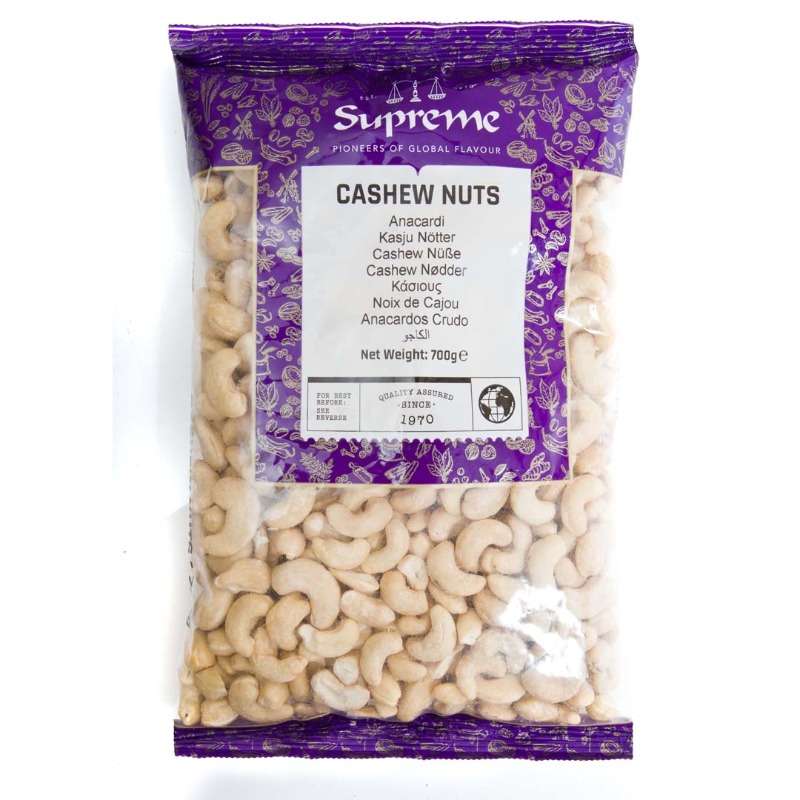 EST.
Supreme
PIONEERS OF GLOBAL FLAVOUR
CASHEW NUTS
Anacardi
Kasju Nötter
Cashew Nüße
Cashew Nødder
Κάσιους
Noix de Cajou
Anacardos Crudo
الكاجو
Net Weight: 700g℮
FOR BEST
BEFORE:
SEE
REVERSE
QUALITY ASSURED
·SINCE·
1970